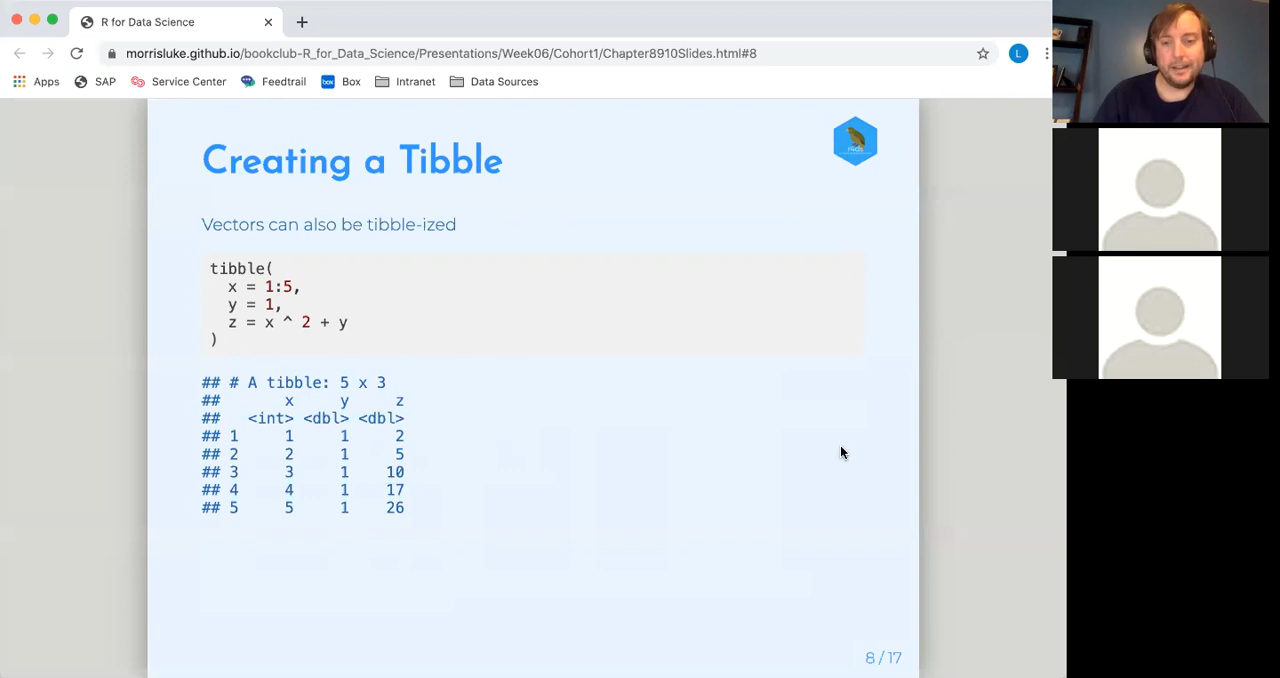 R for Data Science
morrisluke.github.io/bookclub-R_for_Data_Science/Presentations/Week06/Cohort1/Chapter8910Slides.html#8
L
Apps
SAP
Service Center
Feedtrail
box
Box
Intranet
Data Sources
Creating a Tibble
r4ds
Vectors can also be tibble-ized
tibble(
x = 1:5,
y = 1,
z = x ^ 2 + y
)
## # A tibble: 5 x 3
## x y z
## <int> <dbl> <dbl>
## 1 1 1 2
## 2 2 1 5
## 3 3 1 10
## 4 4 1 17
## 5 5 1 26
8 / 17